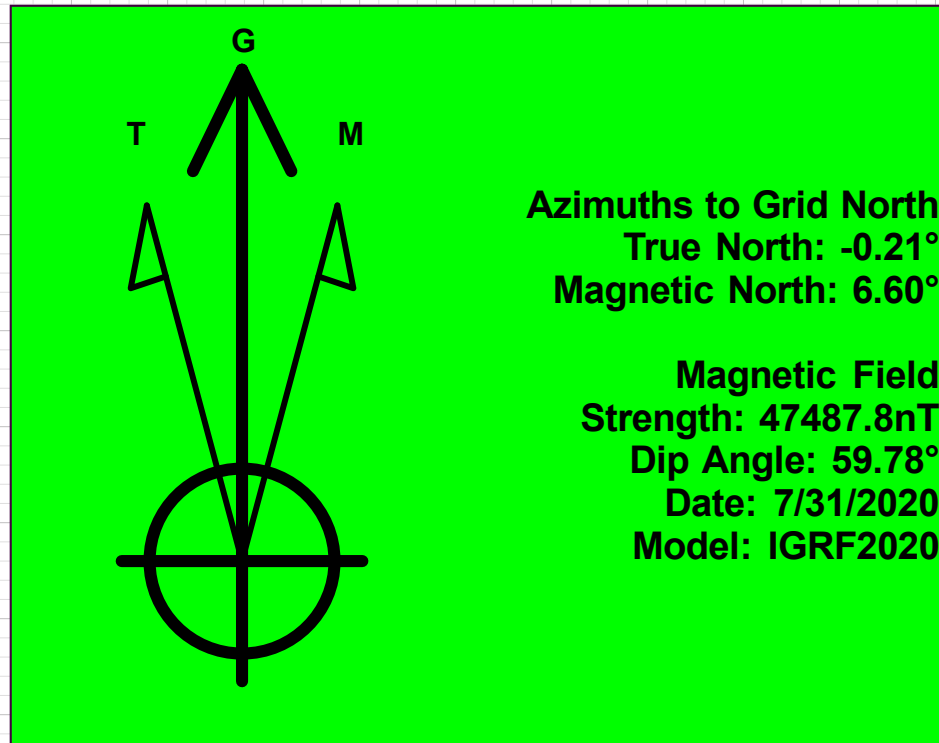 G
T
M
Azimuths to Grid North
True North: -0.21°
Magnetic North: 6.60°
Magnetic Field
Strength: 47487.8nT
Dip Angle: 59.78°
Date: 7/31/2020
Model: IGRF2020